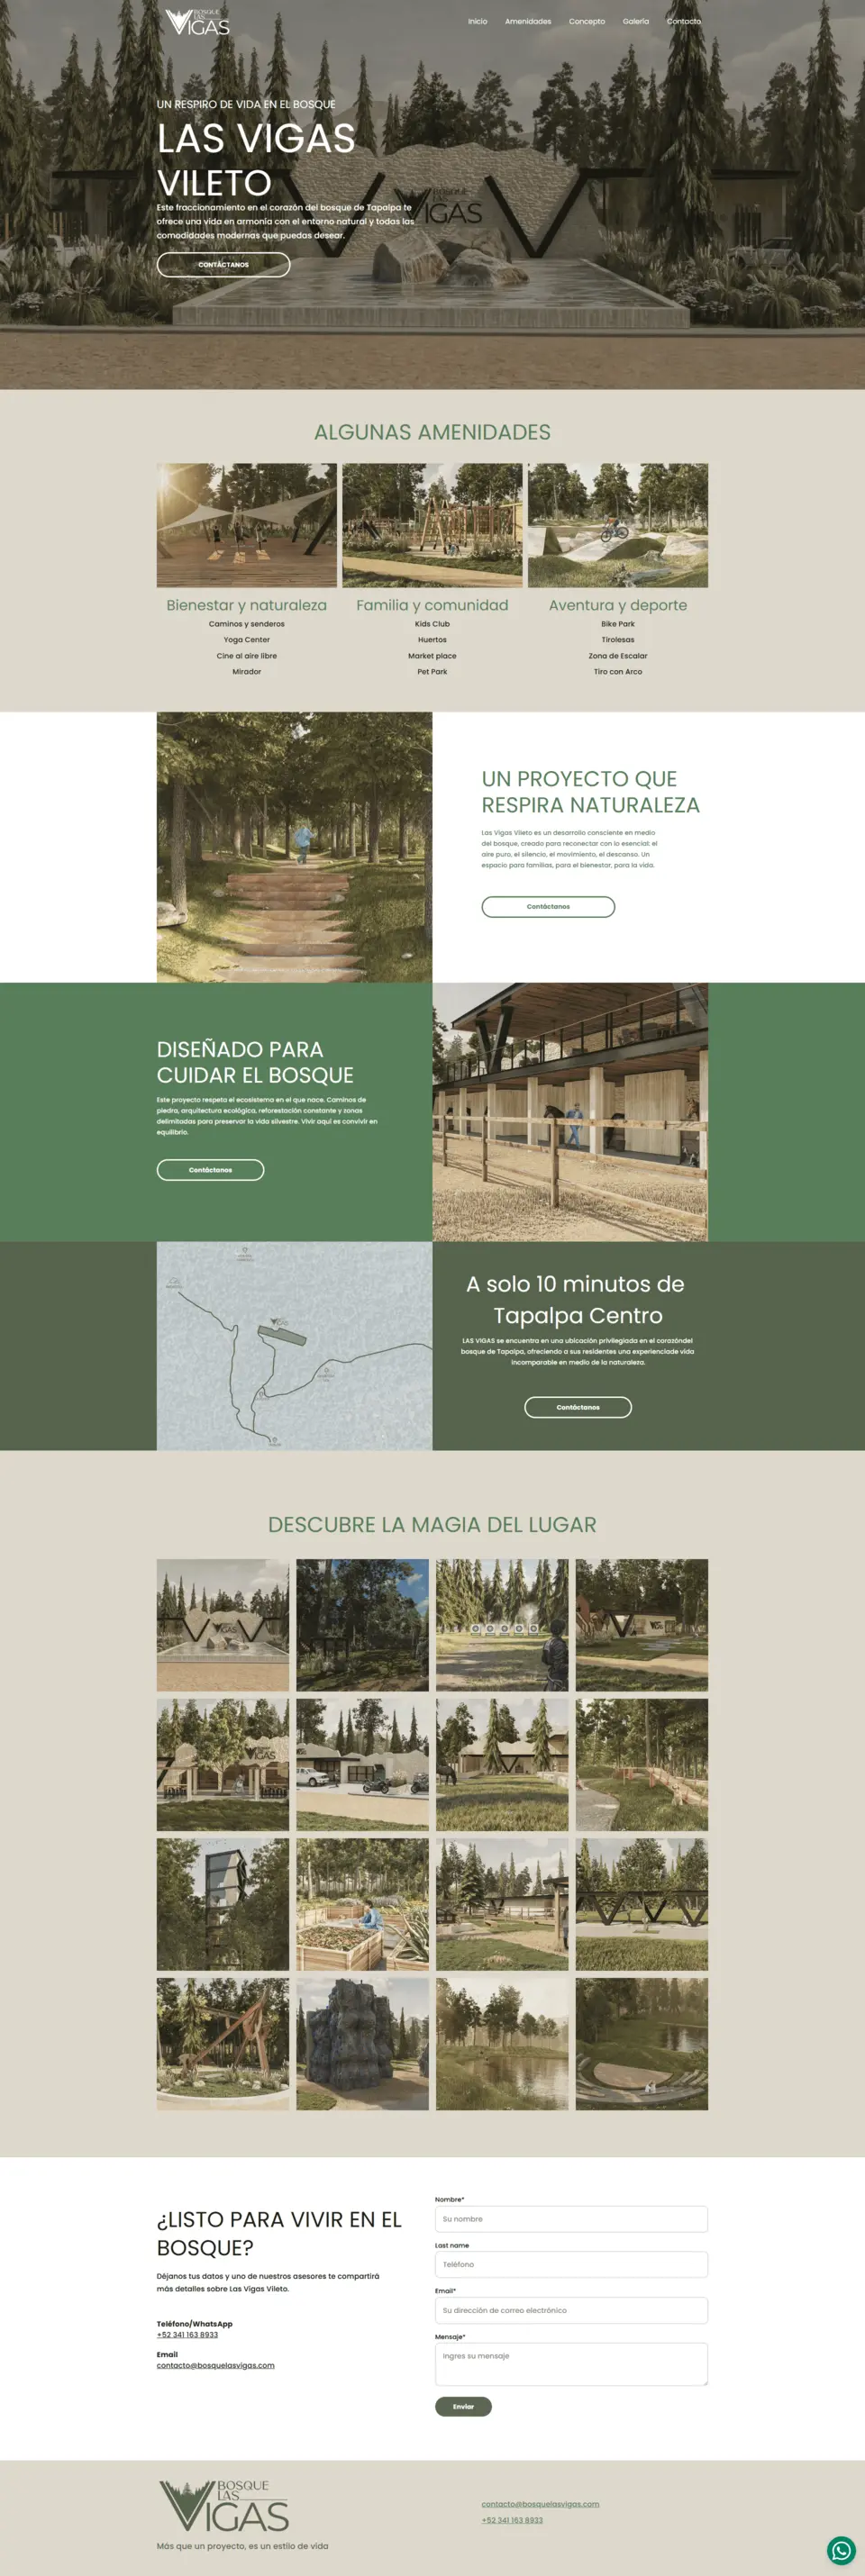 BOSQUE
LAS
VIGAS
Inicio
Amenidades
Concepto
Galería
Contacto
UN RESPIRO DE VIDA EN EL BOSQUE
LAS VIGAS
VILETO
BOSQUE
VIGAS
Este fraccionamiento en el corazón del bosque de Tapalpa te
ofrece una vida en armonía con el entorno natural y todas las
comodidades modernas que puedas desear.
CONTÁCTANOS
ALGUNAS AMENIDADES
Bienestar y naturaleza
Caminos y senderos
Yoga Center
Cine al aire libre
Mirador
Familia y comunidad
Kids Club
Huertos
Market place
Pet Park
Aventura y deporte
Bike Park
Tirolesas
Zona de Escalar
Tiro con Arco
UN PROYECTO QUE
RESPIRA NATURALEZA
Las Vigas Vileto es un desarrollo consciente en medio
del bosque, creado para reconectar con lo esencial: el
aire puro, el silencio, el movimiento, el descanso. Un
espacio para familias, para el bienestar, para la vida.
Contáctanos
DISEÑADO PARA
CUIDAR EL BOSQUE
Este proyecto respeta el ecosistema en el que nace. Caminos de
piedra, arquitectura ecológica, reforestación constante y zonas
delimitadas para preservar la vida silvestre. Vivir aquí es convivir en
equilibrio.
Contáctanos
VIGAS
A solo 10 minutos de
Tapalpa Centro
LAS VIGAS se encuentra en una ubicación privilegiada en el corazóndel
bosque de Tapalpa, ofreciendo a sus residentes una experienciade vida
incomparable en medio de la naturaleza.
Contáctanos
DESCUBRE LA MAGIA DEL LUGAR
VIGAS
VIGAS
¿LISTO PARA VIVIR EN EL
BOSQUE?
Déjanos tus datos y uno de nuestros asesores te compartirá
más detalles sobre Las Vigas Vileto.
Teléfono/WhatsApp
+52 341 163 8933
Email
contacto@bosquelasvigas.com
Nombre*
Su nombre
Last name
Teléfono
Email*
Su dirección de correo electrónico
Mensaje*
Ingres su mensaje
Enviar
BOSQUE
LAS
VIGAS
Más que un proyecto, es un estilo de vida
contacto@bosquelasvigas.com
+52 341 163 8933